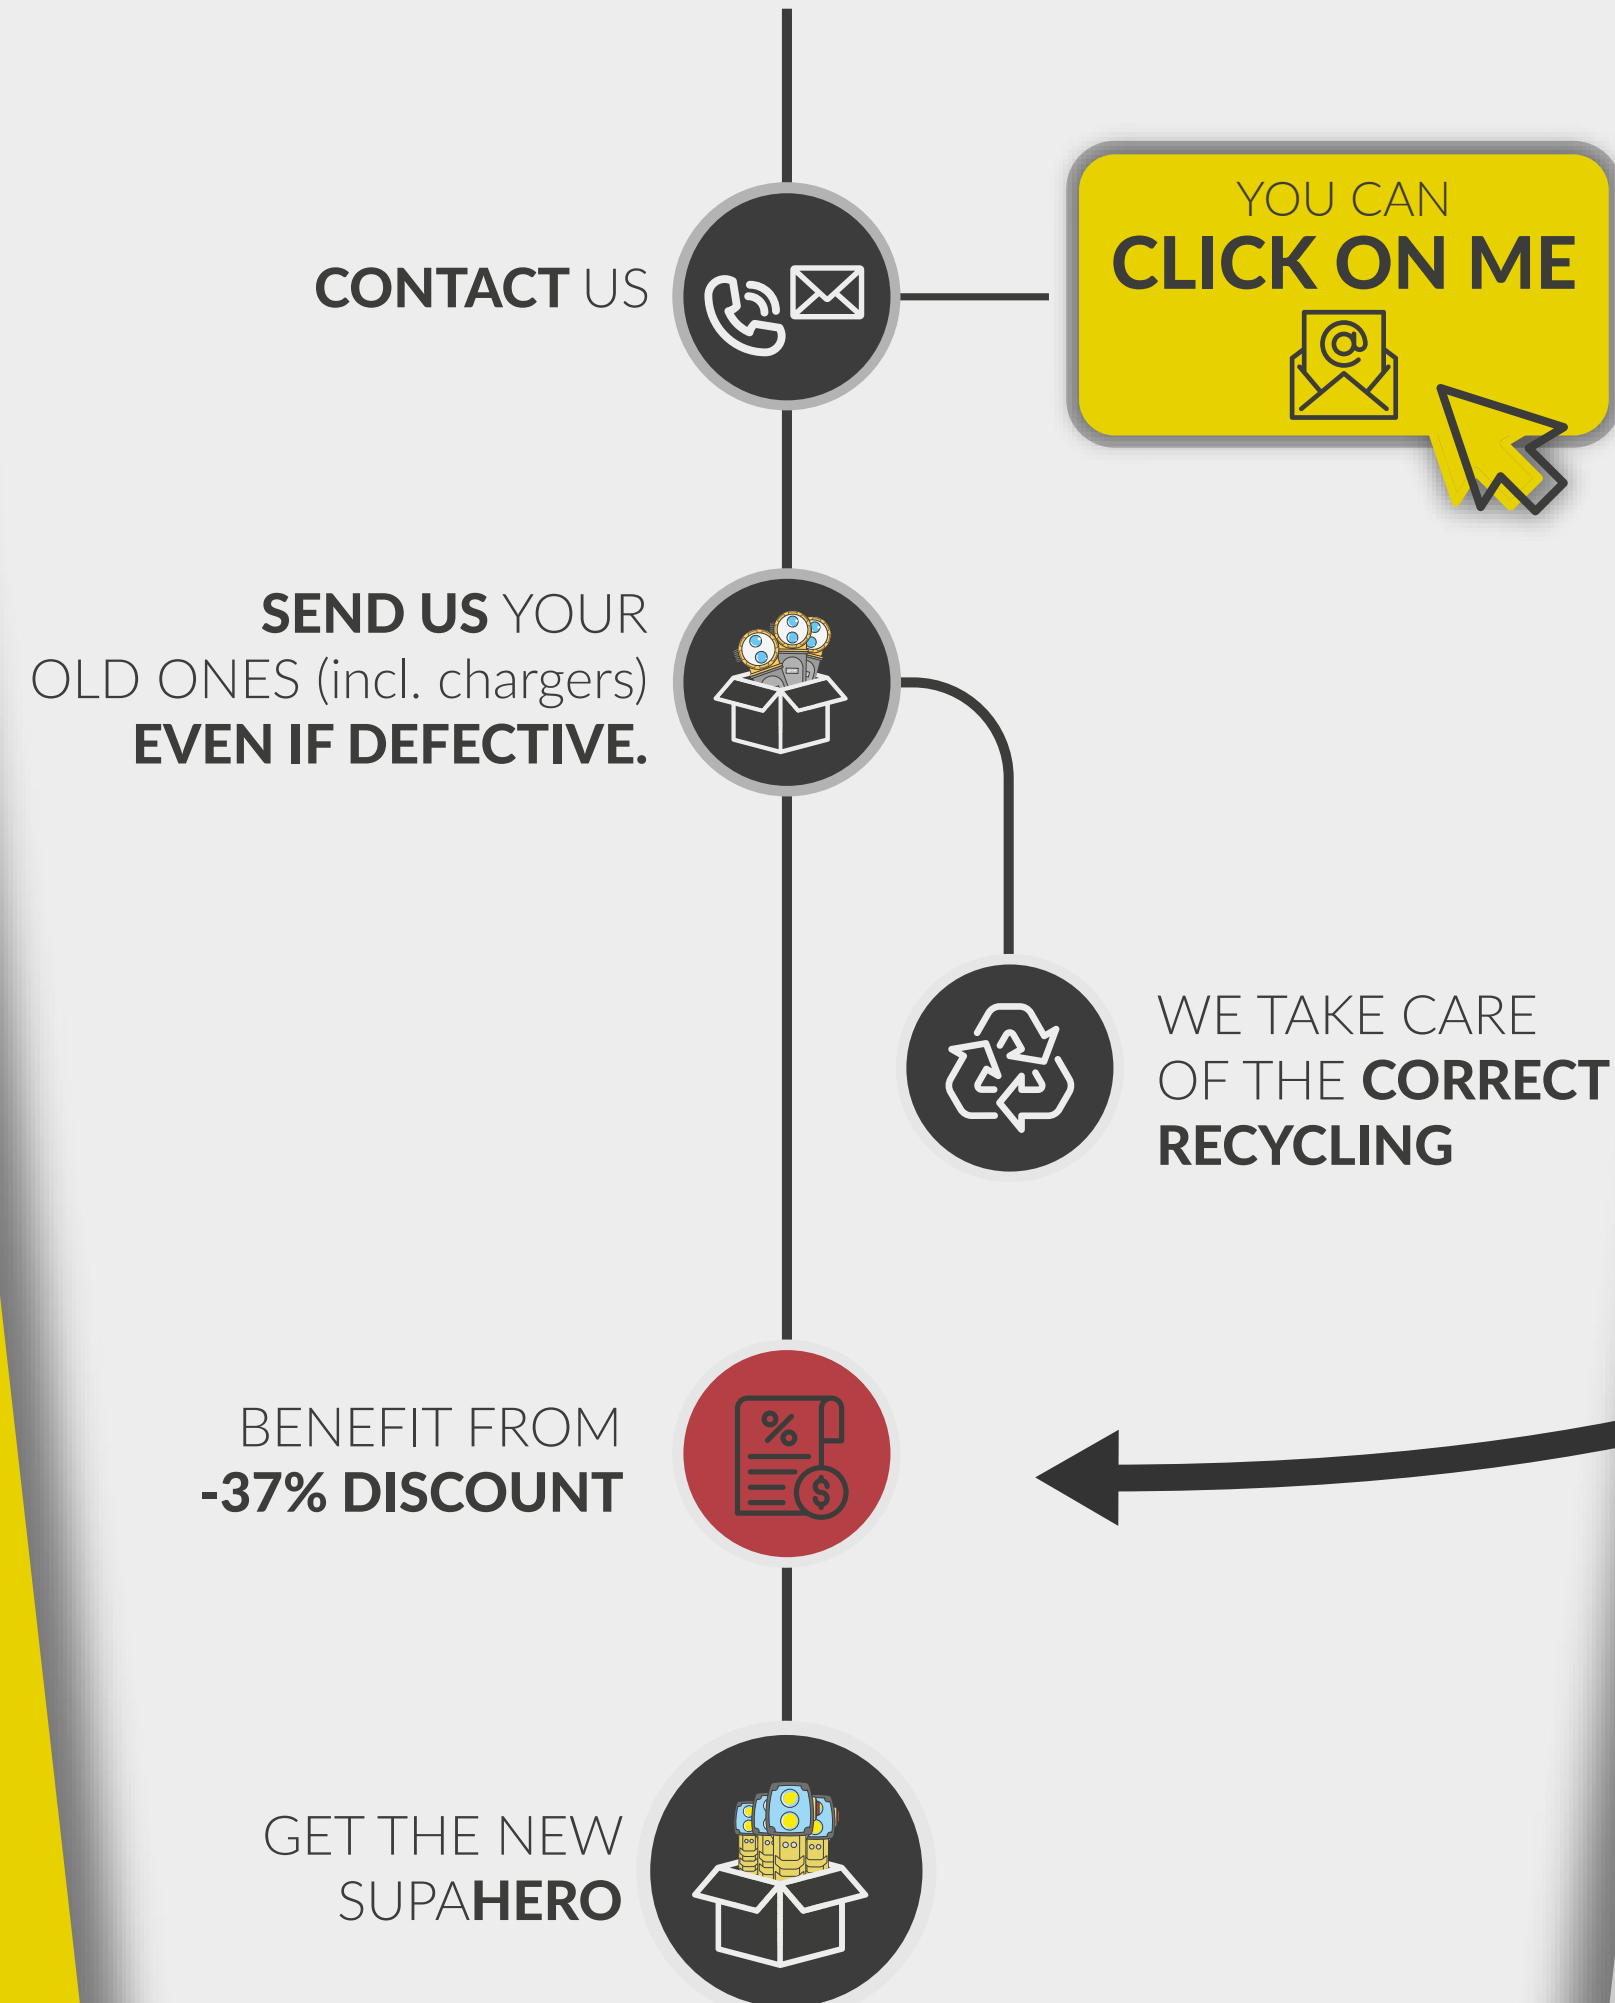 CONTACT US
YOU CAN
CLICK ON ME
@
SEND US YOUR
OLD ONES (incl. chargers)
EVEN IF DEFECTIVE.
WE TAKE CARE
OF THE CORRECT
RECYCLING
BENEFIT FROM
-37% DISCOUNT
%
$
GET THE NEW
SUPAHERO